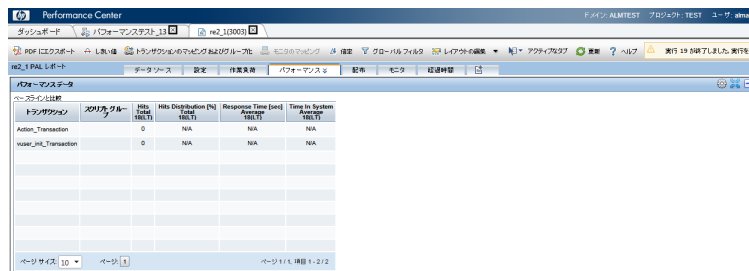 Performance Center
ドメイン: ALMTEST プロジェクト: TEST ユーザ: alma
ダッシュボード パフォーマンステスト_13 re2_1(3003)
PDF にエクスポート しきい値 トランザクションのマッピングおよびグループ化 モニタのマッピング 仮定 グローバル フィルタ レイアウトの編集 アクティブなタブ 更新 ヘルプ 実行 19 が終了しました. 実行を
re2_1 PAL レポート データ ソース 設定 作業負荷 パフォーマンス 配布 モニタ 経過時間
パフォーマンス データ
ベースラインと比較
トランザクション スクリプト グループ Hits Total 18(LT) Hits Distribution [%] Total 18(LT) Response Time [sec] Average 18(LT) Time In System Average 18(LT)
Action_Transaction 0 N/A N/A N/A
vuser_init_Transaction 0 N/A N/A N/A
ページ サイズ: 10 ページ: 1 ページ 1 / 1, 項目 1 - 2 / 2